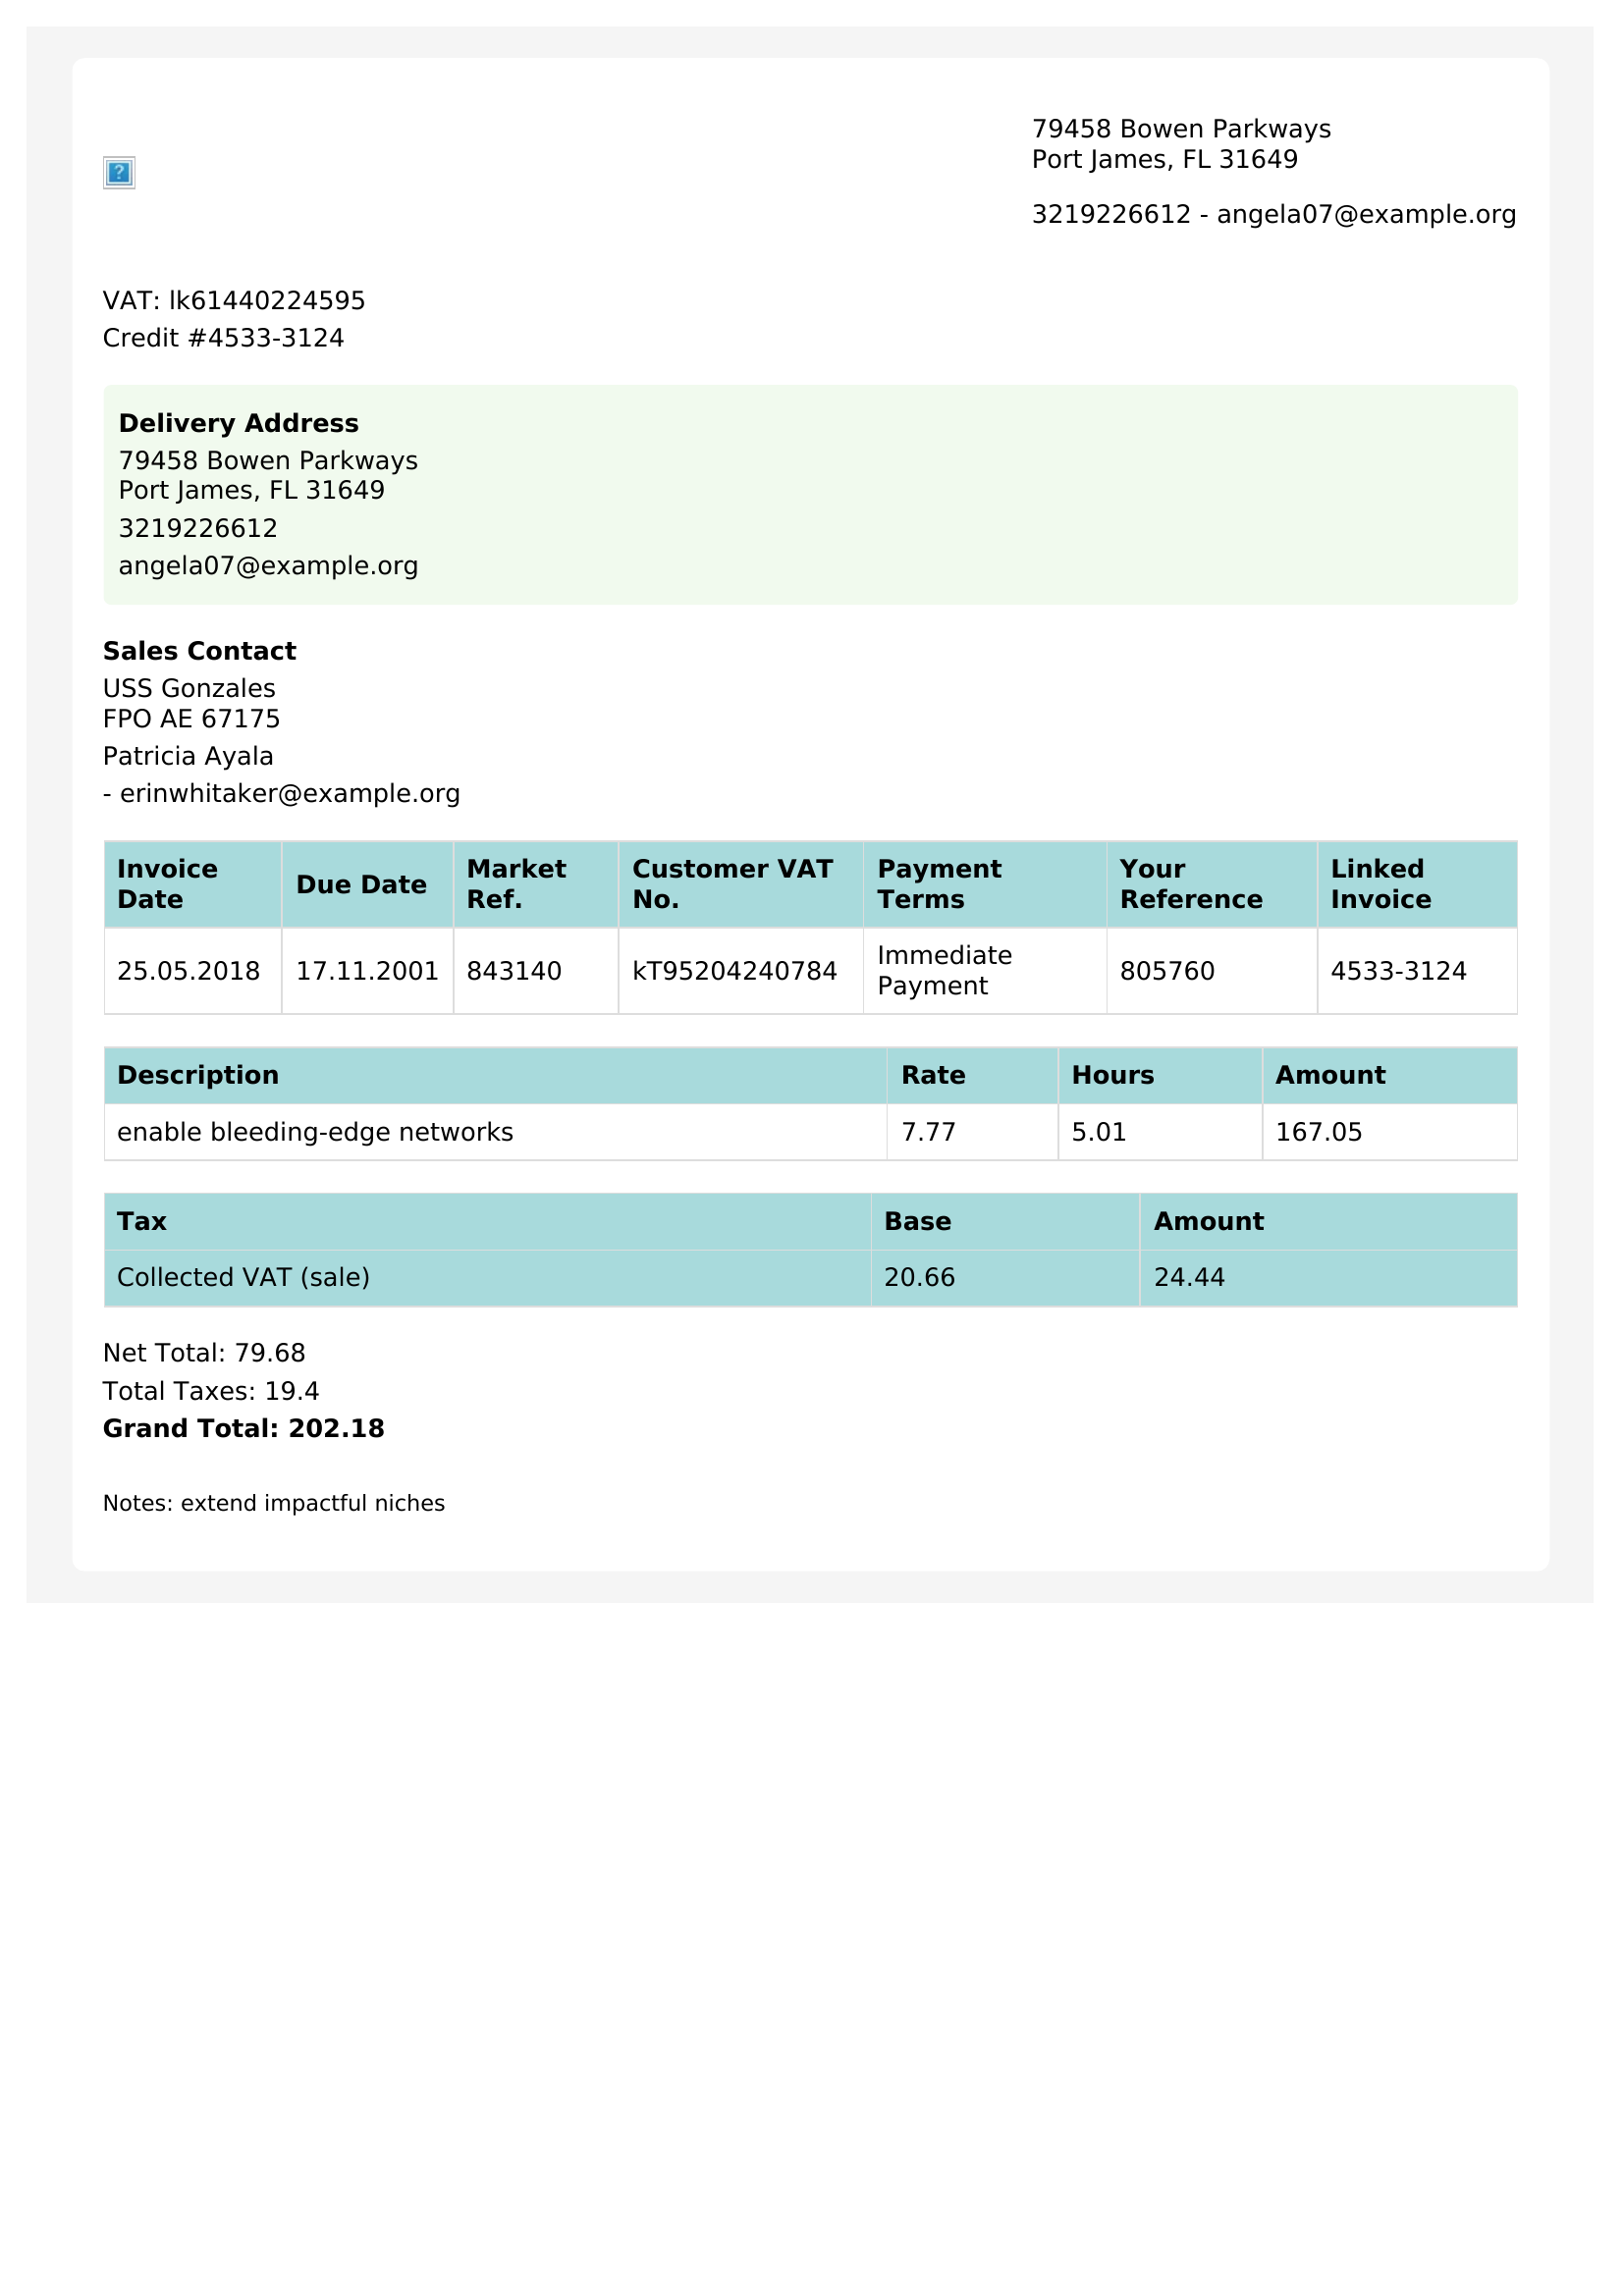 79458 Bowen Parkways
Port James, FL 31649
3219226612 - angela07@example.org
VAT: lk61440224595
Credit #4533-3124
Delivery Address
79458 Bowen Parkways
Port James, FL 31649
3219226612
angela07@example.org
Sales Contact
USS Gonzales
FPO AE 67175
Patricia Ayala
- erinwhitaker@example.org
Invoice Date Due Date Market Ref. Customer VAT No. Payment Terms Your Reference Linked Invoice
25.05.2018 17.11.2001 843140 kT95204240784 Immediate Payment 805760 4533-3124
Description Rate Hours Amount
enable bleeding-edge networks 7.77 5.01 167.05
Tax Base Amount
Collected VAT (sale) 20.66 24.44
Net Total: 79.68
Total Taxes: 19.4
Grand Total: 202.18
Notes: extend impactful niches